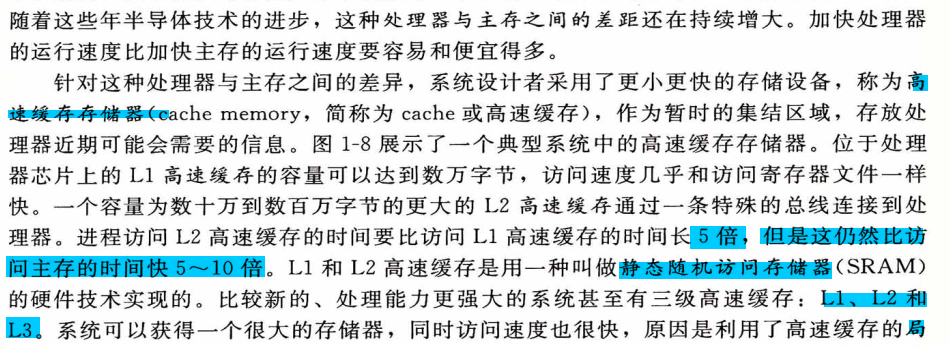 随着这些年半导体技术的进步，这种处理器与主存之间的差距还在持续增大。加快处理器
的运行速度比加快主存的运行速度要容易和便宜得多。
针对这种处理器与主存之间的差异，系统设计者采用了更小更快的存储设备，称为高
速缓存存储器(cache memory，简称为 cache 或高速缓存)，作为暂时的集结区域，存放处
理器近期可能会需要的信息。图 1-8 展示了一个典型系统中的高速缓存存储器。位于处理
器芯片上的 L1 高速缓存的容量可以达到数万字节，访问速度几乎和访问寄存器文件一样
快。一个容量为数十万到数百万字节的更大的 L2 高速缓存通过一条特殊的总线连接到处
理器。进程访问 L2 高速缓存的时间要比访问 L1 高速缓存的时间长 5 倍，但是这仍然比访
问主存的时间快 5～10 倍。L1 和 L2 高速缓存是用一种叫做静态随机访问存储器(SRAM)
的硬件技术实现的。比较新的、处理能力更强大的系统甚至有三级高速缓存：L1、L2 和
L3。系统可以获得一个很大的存储器，同时访问速度也很快，原因是利用了高速缓存的局